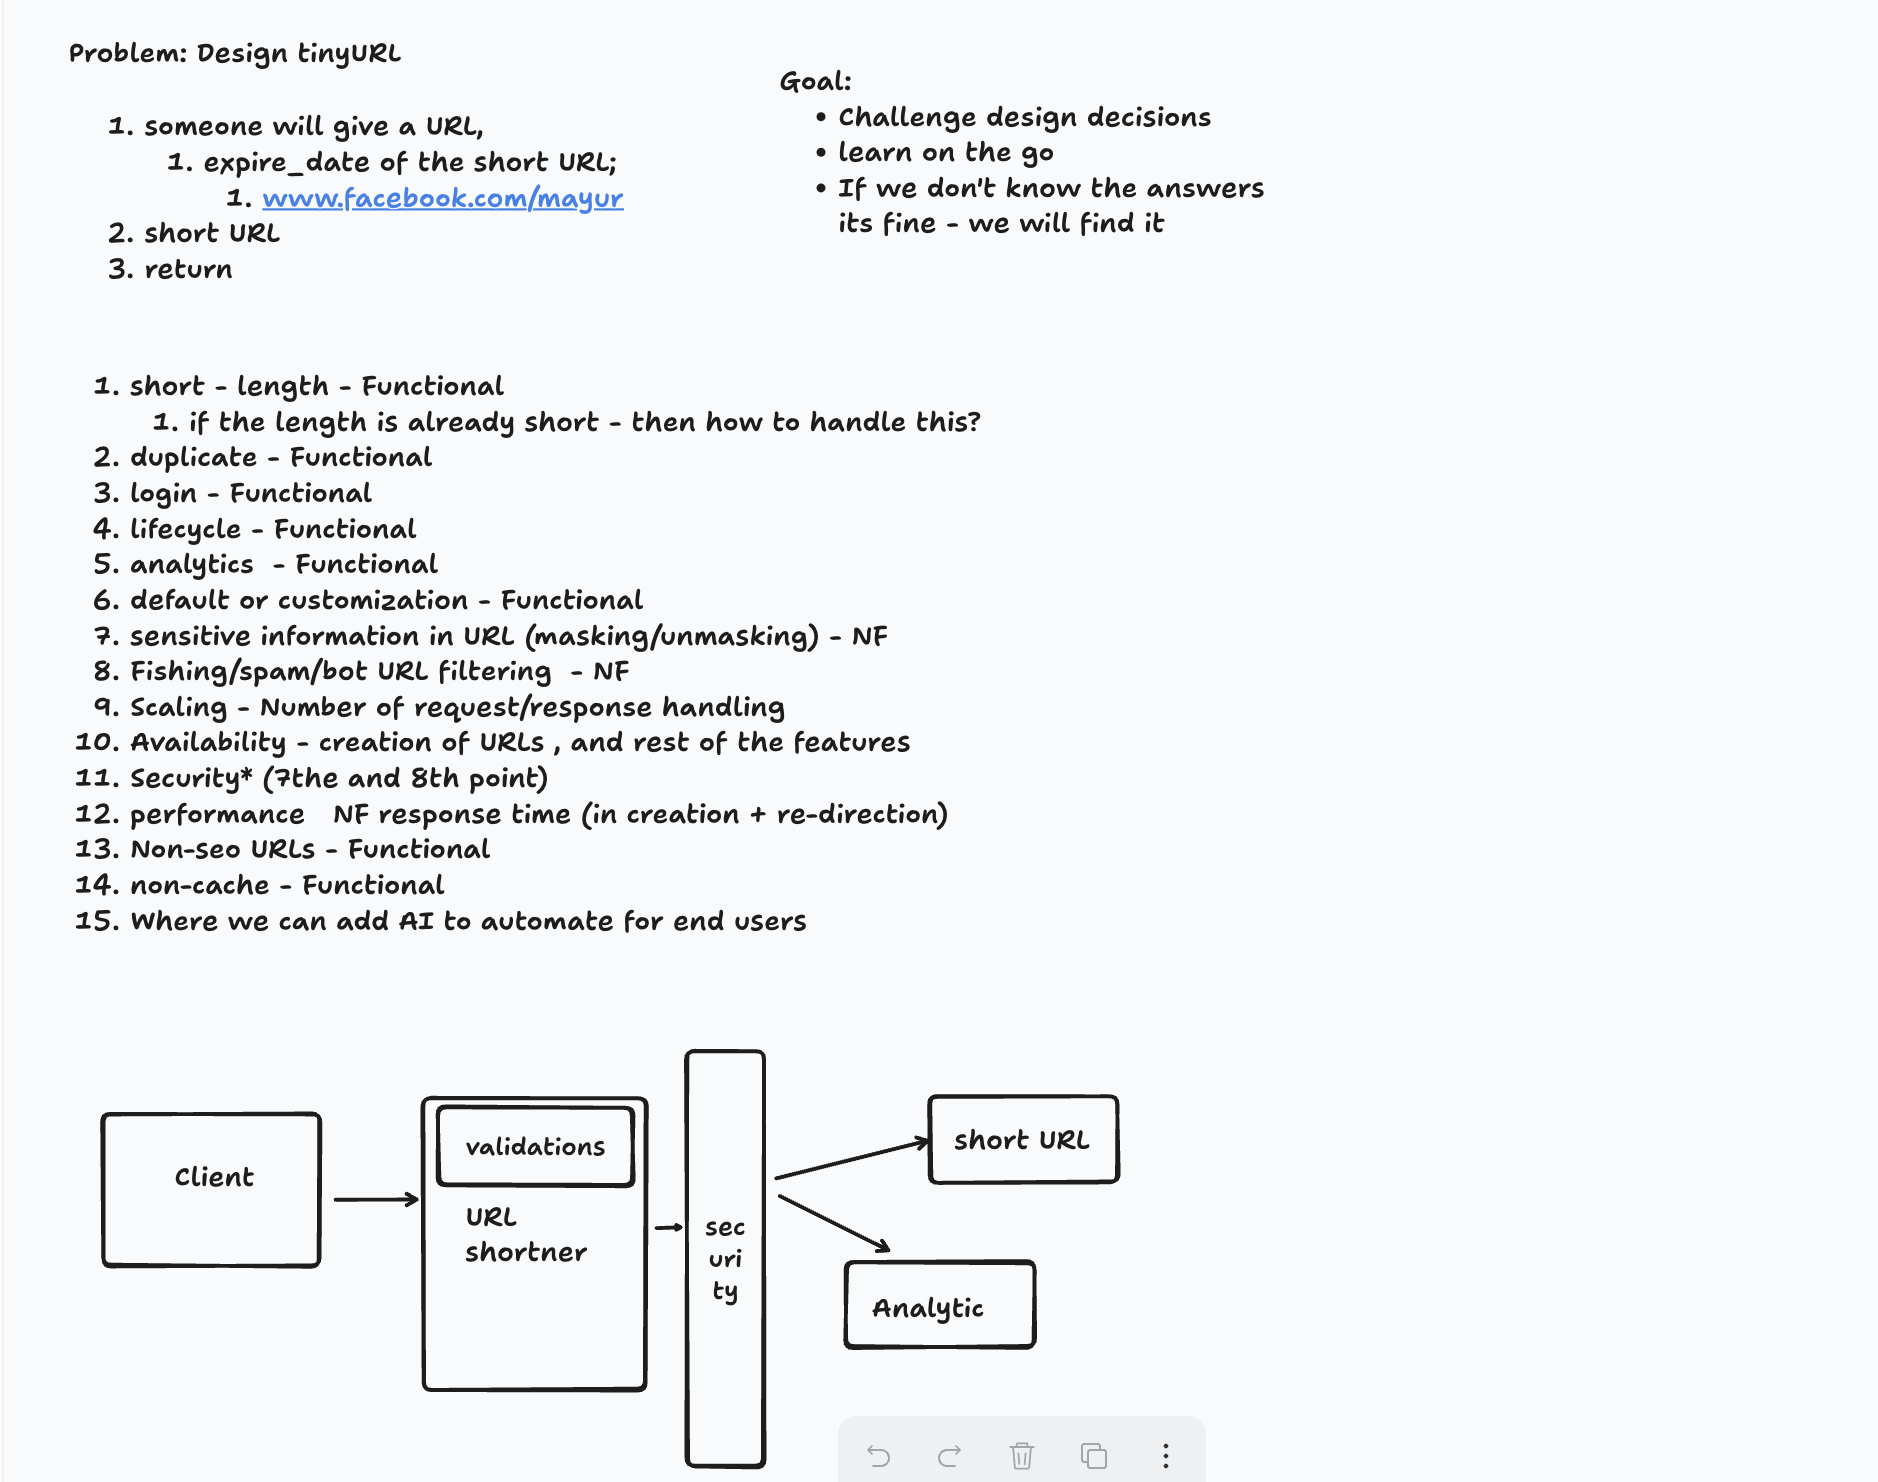 Problem: Design tinyURL
1. someone will give a URL,
1. expire_date of the short URL;
1. www.facebook.com/mayur
2. short URL
3. return
Goal:
• Challenge design decisions
• learn on the go
• If we don't know the answers
its fine - we will find it
1. short - length - Functional
1. if the length is already short - then how to handle this?
2. duplicate - Functional
3. login - Functional
4. lifecycle - Functional
5. analytics  - Functional
6. default or customization - Functional
7. sensitive information in URL (masking/unmasking) - NF
8. Fishing/spam/bot URL filtering  - NF
9. Scaling - Number of request/response handling
10. Availability - creation of URLs , and rest of the features
11. Security* (7the and 8th point)
12. performance   NF response time (in creation + re-direction)
13. Non-seo URLs - Functional
14. non-cache - Functional
15. Where we can add AI to automate for end users
Client
validations
URL
shortner
sec
uri
ty
short URL
Analytic